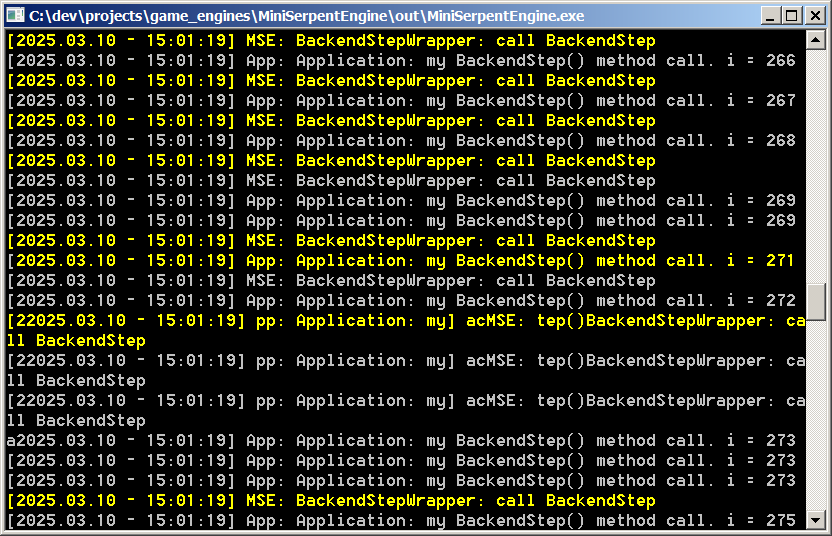 C:\dev\projects\game_engines\MiniSerpentEngine\out\MiniSerpentEngine.exe
[2025.03.10 - 15:01:19] MSE: BackendStepWrapper: call BackendStep
[2025.03.10 - 15:01:19] App: Application: my BackendStep() method call. i = 266
[2025.03.10 - 15:01:19] MSE: BackendStepWrapper: call BackendStep
[2025.03.10 - 15:01:19] App: Application: my BackendStep() method call. i = 267
[2025.03.10 - 15:01:19] MSE: BackendStepWrapper: call BackendStep
[2025.03.10 - 15:01:19] App: Application: my BackendStep() method call. i = 268
[2025.03.10 - 15:01:19] MSE: BackendStepWrapper: call BackendStep
[2025.03.10 - 15:01:19] MSE: BackendStepWrapper: call BackendStep
[2025.03.10 - 15:01:19] App: Application: my BackendStep() method call. i = 269
[2025.03.10 - 15:01:19] App: Application: my BackendStep() method call. i = 269
[2025.03.10 - 15:01:19] MSE: BackendStepWrapper: call BackendStep
[2025.03.10 - 15:01:19] App: Application: my BackendStep() method call. i = 271
[2025.03.10 - 15:01:19] MSE: BackendStepWrapper: call BackendStep
[2025.03.10 - 15:01:19] App: Application: my BackendStep() method call. i = 272
[22025.03.10 - 15:01:19] pp: Application: my] acMSE: tep()BackendStepWrapper: ca
ll BackendStep
[22025.03.10 - 15:01:19] pp: Application: my] acMSE: tep()BackendStepWrapper: ca
ll BackendStep
[22025.03.10 - 15:01:19] pp: Application: my] acMSE: tep()BackendStepWrapper: ca
ll BackendStep
a2025.03.10 - 15:01:19] App: Application: my BackendStep() method call. i = 273
[2025.03.10 - 15:01:19] App: Application: my BackendStep() method call. i = 273
[2025.03.10 - 15:01:19] App: Application: my BackendStep() method call. i = 273
[2025.03.10 - 15:01:19] MSE: BackendStepWrapper: call BackendStep
[2025.03.10 - 15:01:19] App: Application: my BackendStep() method call. i = 275